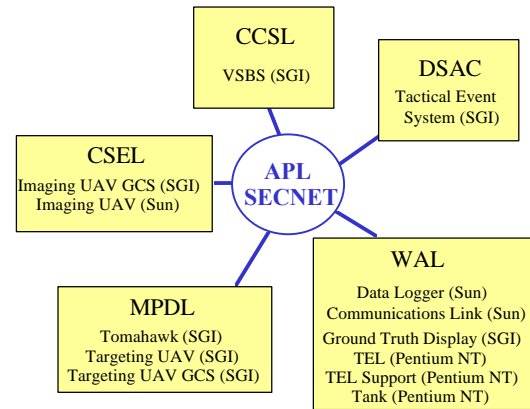 CCSL
VSBS (SGI)
DSAC
Tactical Event
System (SGI)
CSEL
Imaging UAV GCS (SGI)
Imaging UAV (Sun)
APL
SECNET
MPDL
Tomahawk (SGI)
Targeting UAV (SGI)
Targeting UAV GCS (SGI)
WAL
Data Logger (Sun)
Communications Link (Sun)
Ground Truth Display (SGI)
TEL (Pentium NT)
TEL Support (Pentium NT)
Tank (Pentium NT)